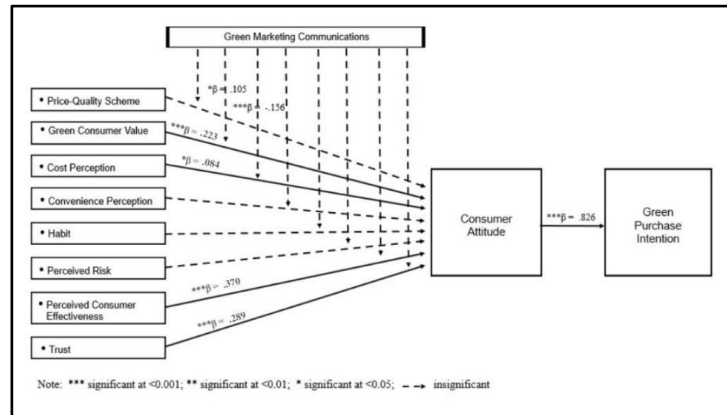 Green Marketing Communications
*β = .105
***β = -.156
• Price-Quality Scheme
• Green Consumer Value
***β = .223
• Cost Perception
*β = .084
• Convenience Perception
• Habit
• Perceived Risk
• Perceived Consumer
Effectiveness
***β = .370
• Trust
***β = .289
Consumer
Attitude
***β = .826
Green
Purchase
Intention
Note: *** significant at <0.001; ** significant at <0.01; * significant at <0.05; insignificant